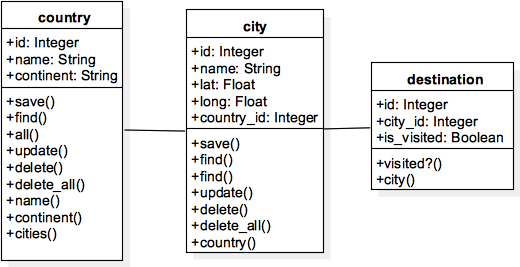 country
+id: Integer
+name: String
+continent: String
+save()
+find()
+all()
+update()
+delete()
+delete_all()
+name()
+continent()
+cities()
city
+id: Integer
+name: String
+lat: Float
+long: Float
+country_id: Integer
+save()
+find()
+find()
+update()
+delete()
+delete_all()
+country()
destination
+id: Integer
+city_id: Integer
+is_visited: Boolean
+visited?()
+city()